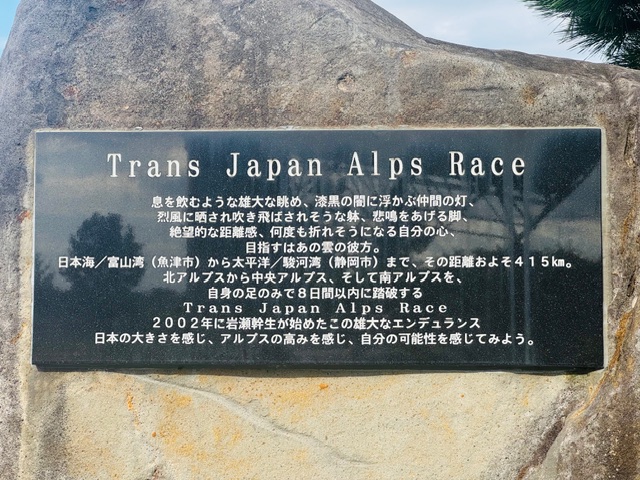 Trans Japan Alps Race
息を飲むような雄大な眺め、漆黒の闇に浮かぶ仲間の灯、
烈風に晒され吹き飛ばされそうな躰、悲鳴をあげる脚、
絶望的な距離感、何度も折れそうになる自分の心、
目指すはあの雲の彼方。
日本海／富山湾（魚津市）から太平洋／駿河湾（静岡市）まで、その距離およそ４１５㎞。
北アルプスから中央アルプス、そして南アルプスを、
自身の足のみで８日間以内に踏破する
Trans Japan Alps Race
２００２年に岩瀬幹生が始めたこの雄大なエンデュランス
日本の大きさを感じ、アルプスの高みを感じ、自分の可能性を感じてみよう。